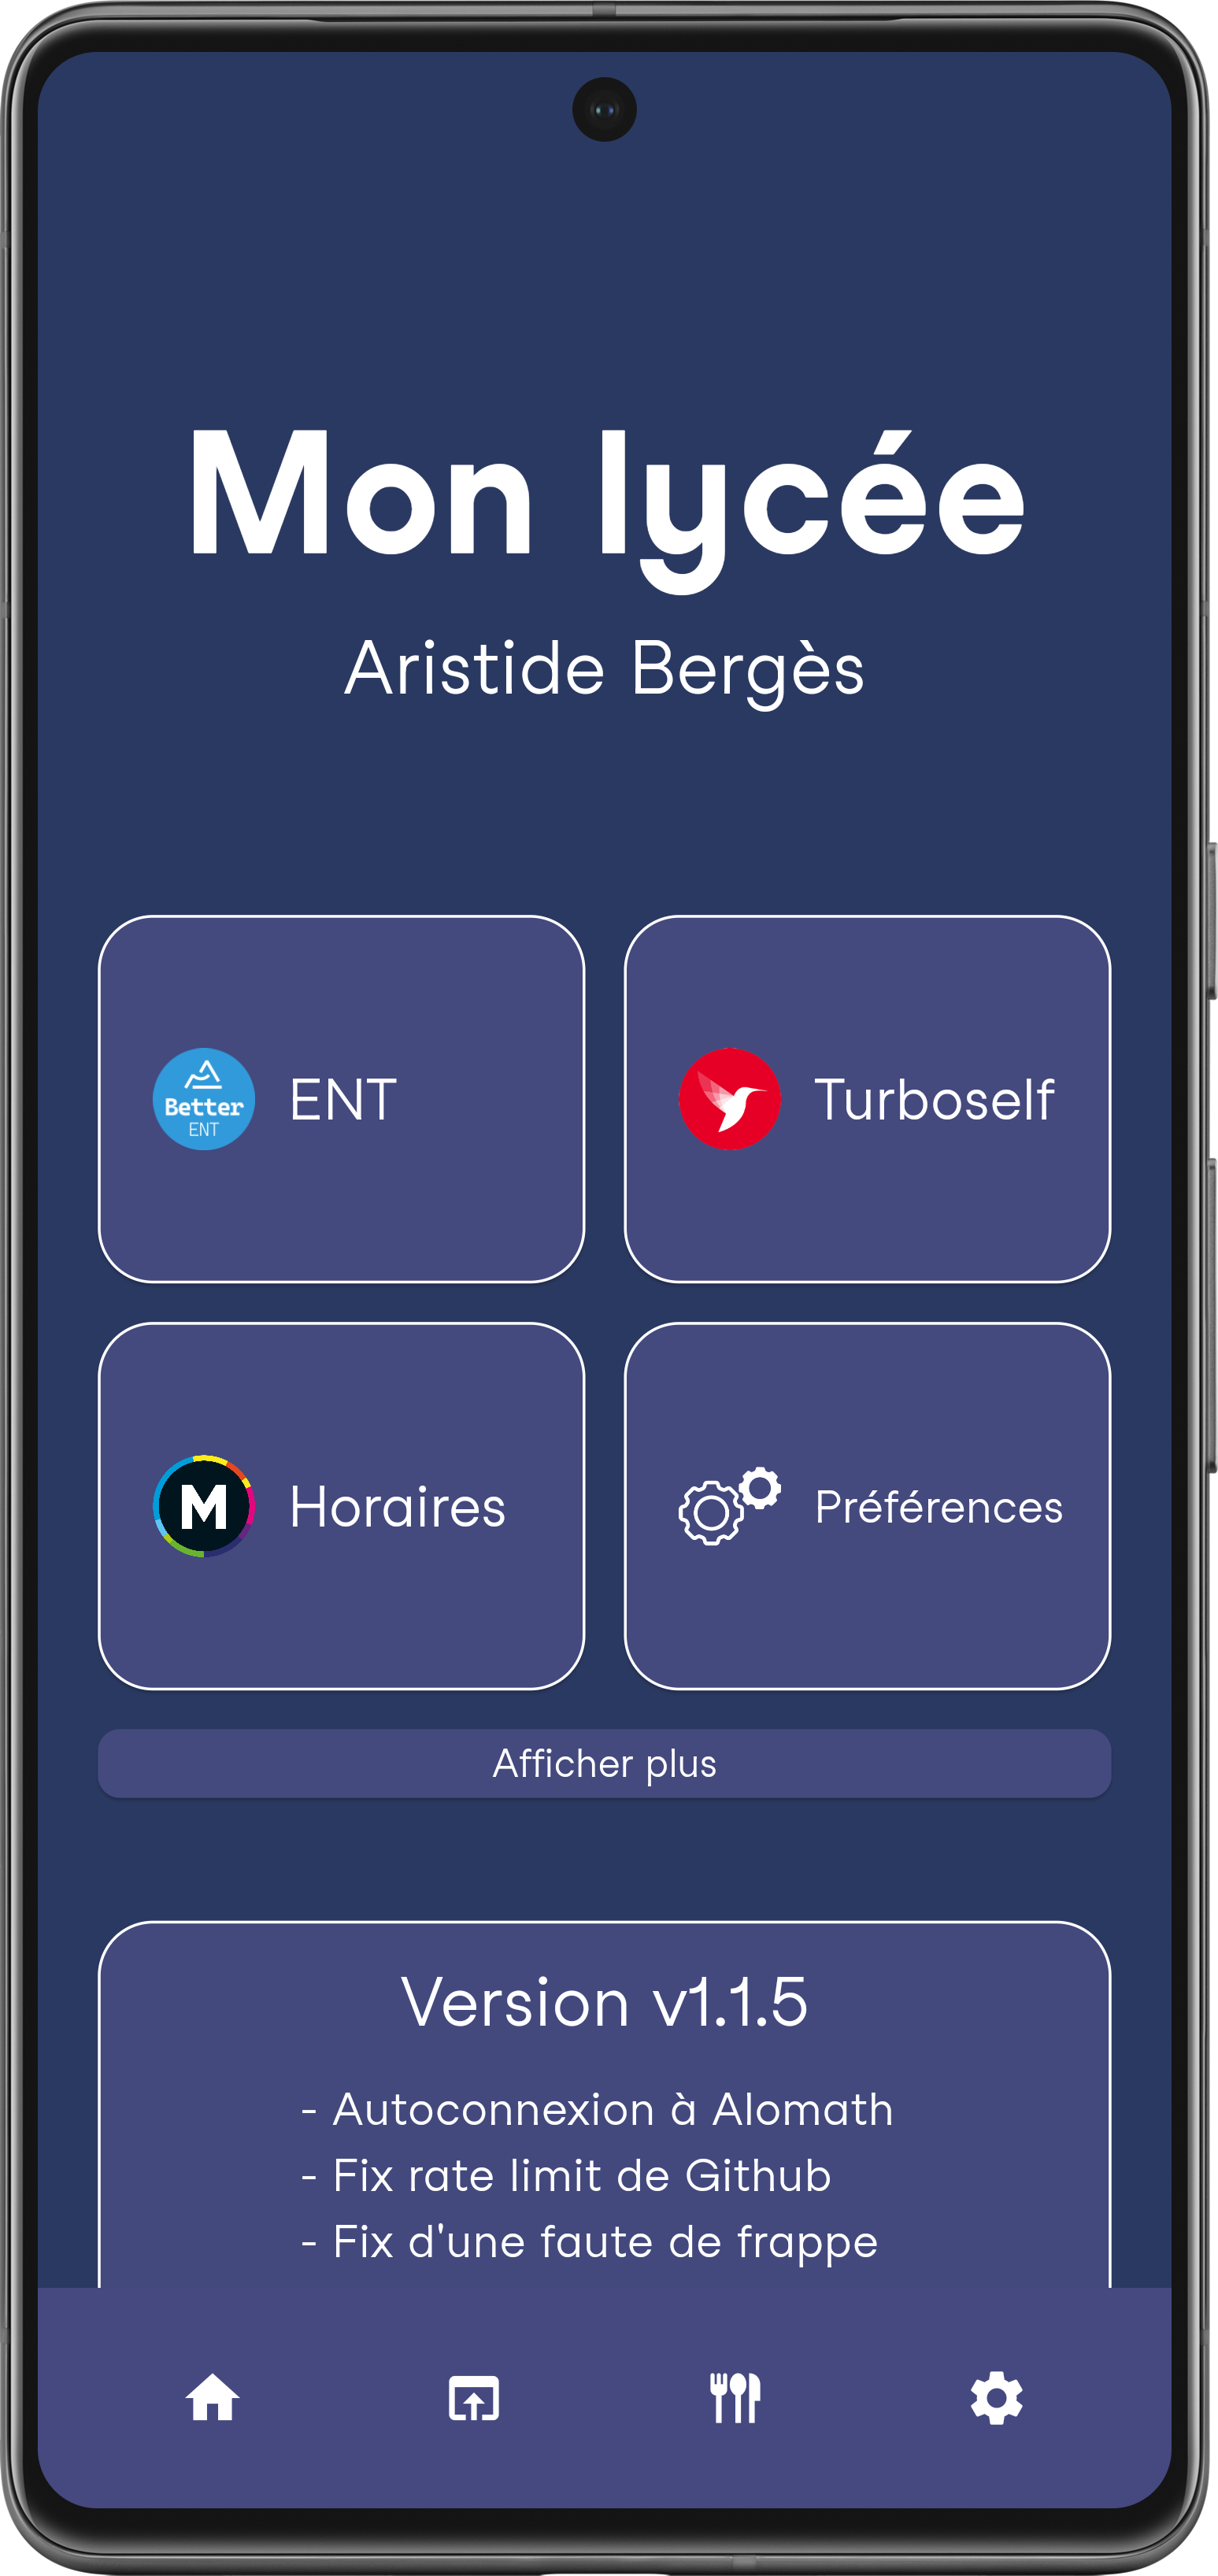 Mon lycée
Aristide Bergès
Better
ENT
ENT
Turboself
M
Horaires
Préférences
Afficher plus
Version v1.1.5
- Autoconnexion à Alomath
- Fix rate limit de Github
- Fix d'une faute de frappe